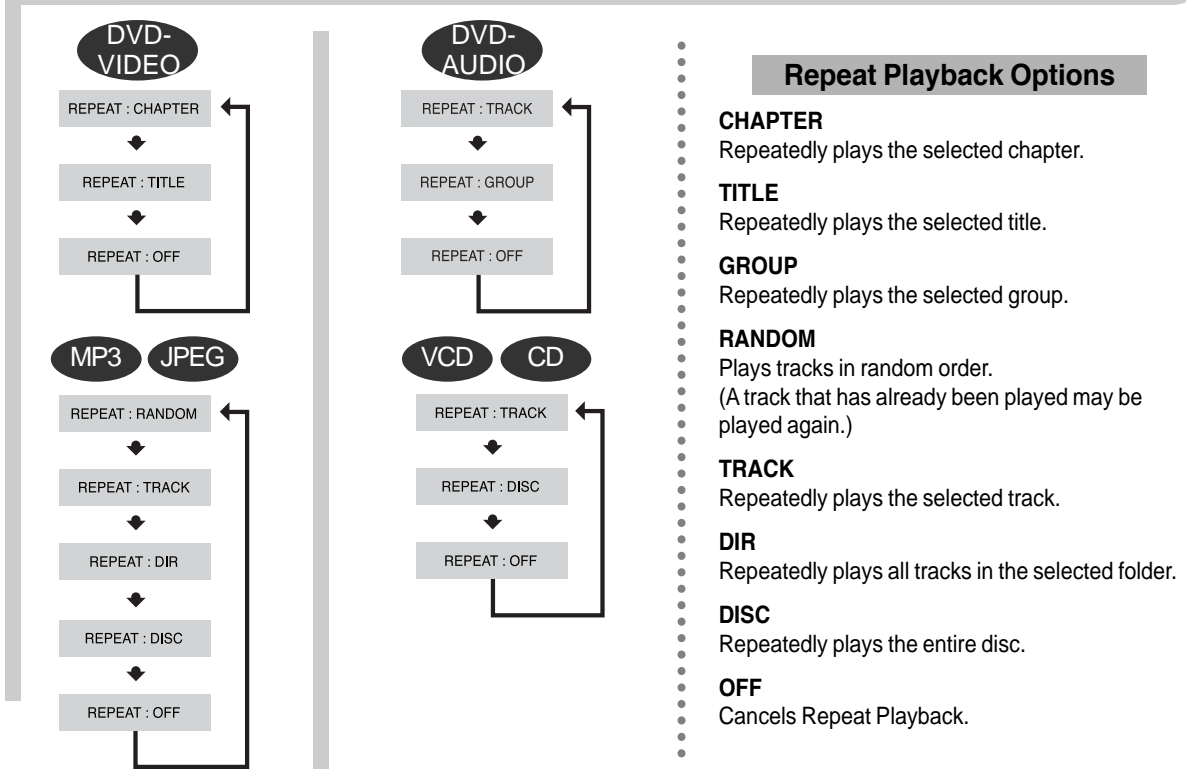 DVD-
VIDEO
REPEAT : CHAPTER
REPEAT : TITLE
REPEAT : OFF
MP3 JPEG
REPEAT : RANDOM
REPEAT : TRACK
REPEAT : DIR
REPEAT : DISC
REPEAT : OFF
DVD-
AUDIO
REPEAT : TRACK
REPEAT : GROUP
REPEAT : OFF
VCD CD
REPEAT : TRACK
REPEAT : DISC
REPEAT : OFF
Repeat Playback Options
CHAPTER
Repeatedly plays the selected chapter.
TITLE
Repeatedly plays the selected title.
GROUP
Repeatedly plays the selected group.
RANDOM
Plays tracks in random order.
(A track that has already been played may be
played again.)
TRACK
Repeatedly plays the selected track.
DIR
Repeatedly plays all tracks in the selected folder.
DISC
Repeatedly plays the entire disc.
OFF
Cancels Repeat Playback.